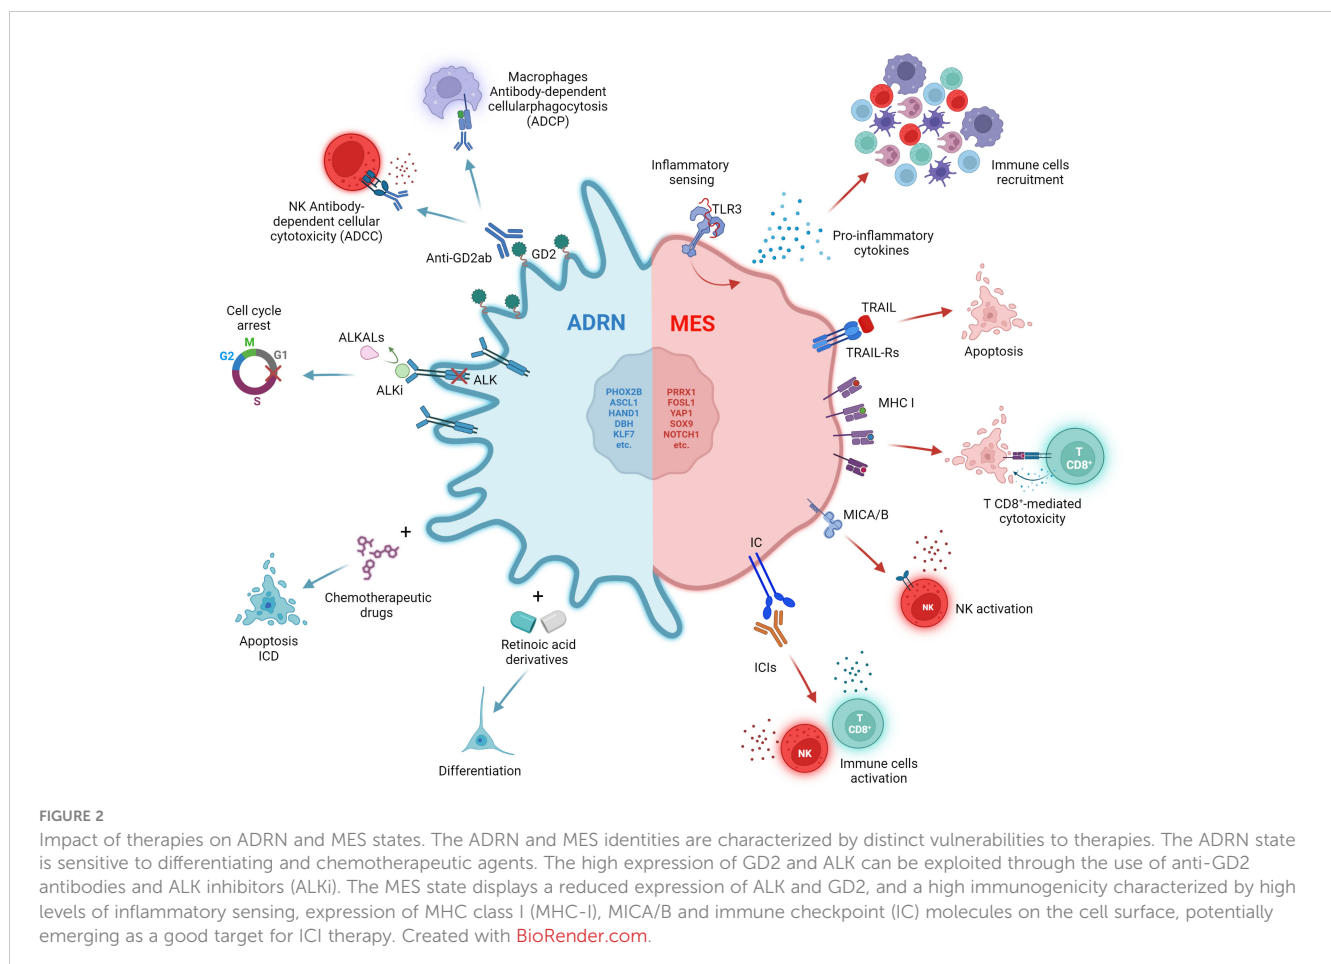 Macrophages
Antibody-dependent
cellularphagocytosis
(ADCP)
NK Antibody-
dependent cellular
cytotoxicity (ADCC)
Anti-GD2ab
GD2
Inflammatory
sensing
TLR3
Pro-inflammatory
cytokines
Immune cells
recruitment
Cell cycle
arrest
M
G2
G1
S
ALKALs
ALKi
ALK
ADRN
MES
PHOX2B
ASCL1
HAND1
DBH
KLF7
etc.
PRRX1
FOSL1
YAP1
SOX9
NOTCH1
etc.
TRAIL
TRAIL-Rs
Apoptosis
MHC I
T
CD8⁺
T CD8⁺-mediated
cytotoxicity
MICA/B
NK
NK activation
IC
ICIs
T
CD8⁺
NK
Immune cells
activation
+
Chemotherapeutic
drugs
Apoptosis
ICD
+
Retinoic acid
derivatives
Differentiation
FIGURE 2
Impact of therapies on ADRN and MES states. The ADRN and MES identities are characterized by distinct vulnerabilities to therapies. The ADRN state
is sensitive to differentiating and chemotherapeutic agents. The high expression of GD2 and ALK can be exploited through the use of anti-GD2
antibodies and ALK inhibitors (ALKi). The MES state displays a reduced expression of ALK and GD2, and a high immunogenicity characterized by high
levels of inflammatory sensing, expression of MHC class I (MHC-I), MICA/B and immune checkpoint (IC) molecules on the cell surface, potentially
emerging as a good target for ICI therapy. Created with BioRender.com.